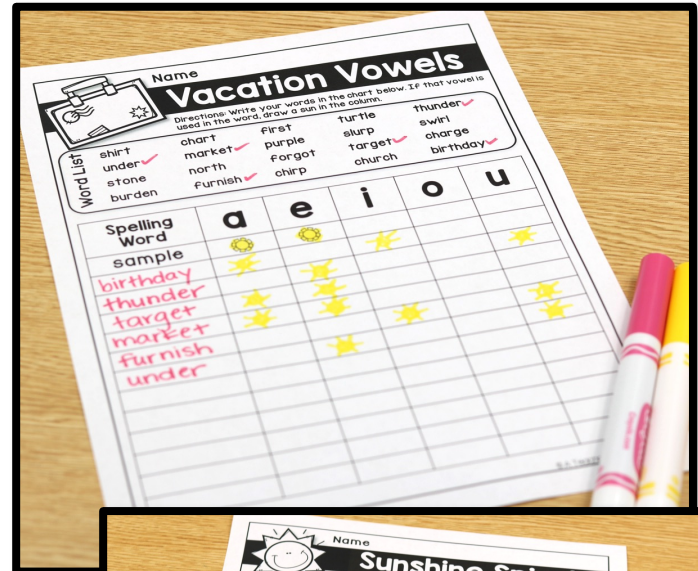 Name
Vacation Vowels
Directions: Write your words in the chart below. If that vowel is
used in the word, draw a sun in the column.
Word List
shirt chart first turtle thunder
under market purple slurp swirl
stone north forgot target charge
burden furnish chirp church birthday
Spelling
Word a e i o u
sample
birthday
thunder
target
market
furnish
under
Name